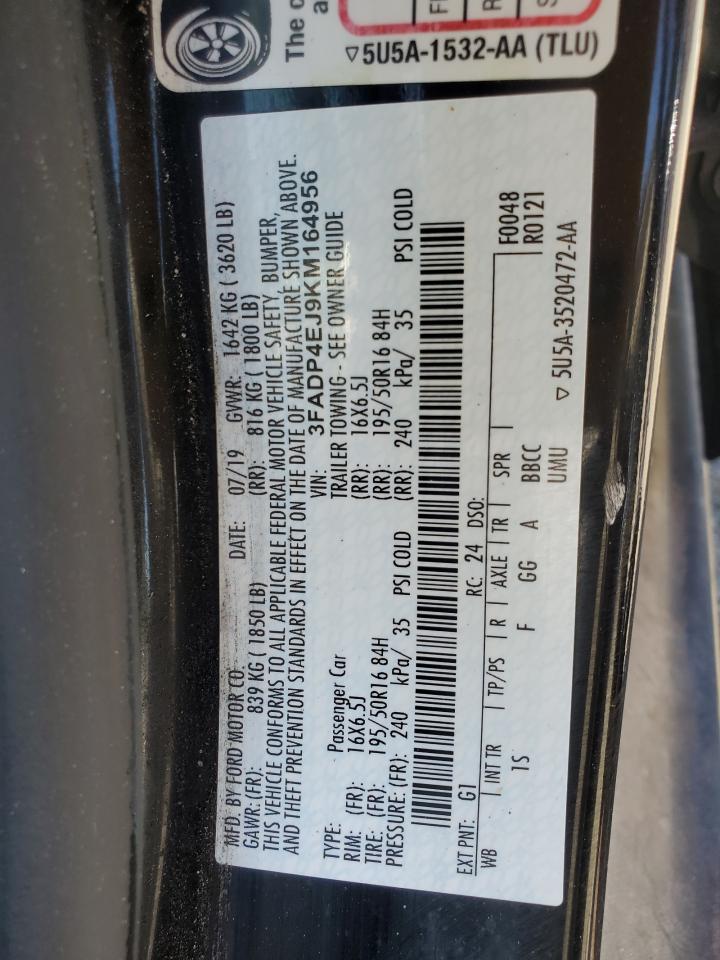 The
a
▽5U5A-1532-AA (TLU)
MFD. BY FORD MOTOR CO. DATE: 07/19 GVWR: 1642 KG ( 3620 LB)
GAWR: (FR): 839 KG ( 1850 LB) (RR): 816 KG ( 1800 LB)
THIS VEHICLE CONFORMS TO ALL APPLICABLE FEDERAL MOTOR VEHICLE SAFETY, BUMPER,
AND THEFT PREVENTION STANDARDS IN EFFECT ON THE DATE OF MANUFACTURE SHOWN ABOVE.
VIN: 3FADP4EJ9KM164956
TYPE: Passenger Car TRAILER TOWING - SEE OWNER GUIDE
RIM: (FR): 16X6.5J (RR): 16X6.5J
TIRE: (FR): 195/50R16 84H (RR): 195/50R16 84H
PRESSURE: (FR): 240 kPa/ 35 PSI COLD (RR): 240 kPa/ 35 PSI COLD
EXT PNT: G1 RC: 24 DSO: F0048
WB INT TR TP/PS R AXLE TR SPR R0121
1S F GG A BBCC
UMU ▽ 5U5A-3520472-AA